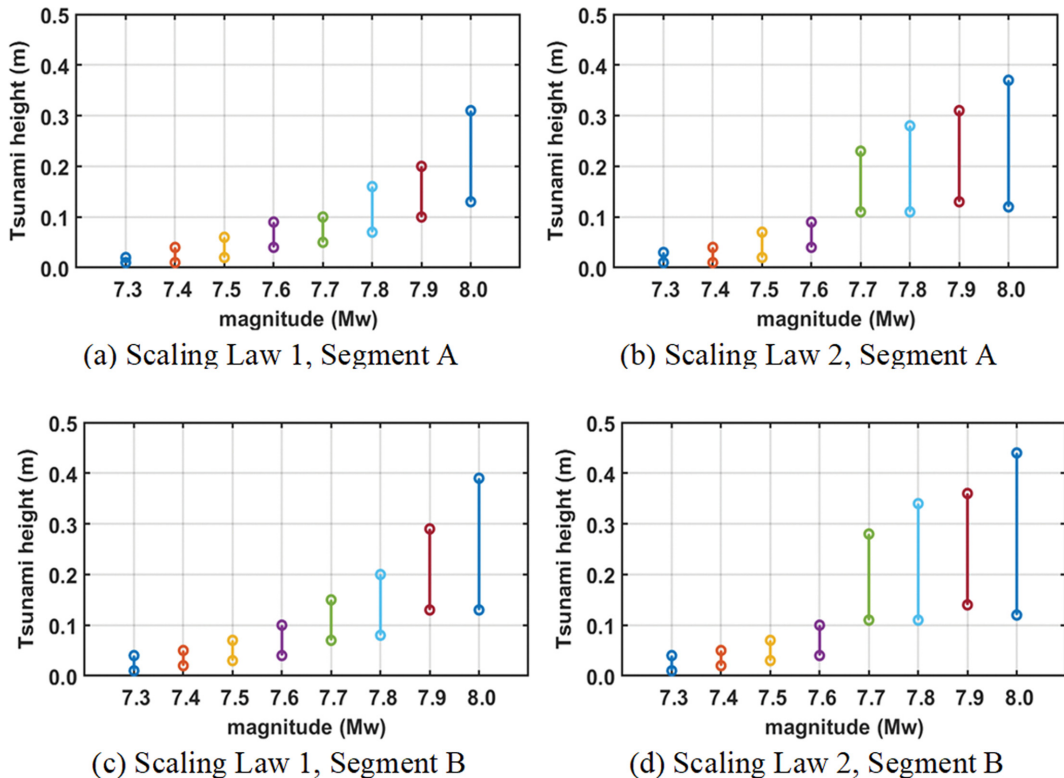 0.5
0.4
0.3
0.2
0.1
0.0
Tsunami height (m)
7.3 7.4 7.5 7.6 7.7 7.8 7.9 8.0
magnitude (Mw)
(a) Scaling Law 1, Segment A
0.5
0.4
0.3
0.2
0.1
0.0
Tsunami height (m)
7.3 7.4 7.5 7.6 7.7 7.8 7.9 8.0
magnitude (Mw)
(b) Scaling Law 2, Segment A
0.5
0.4
0.3
0.2
0.1
0.0
Tsunami height (m)
7.3 7.4 7.5 7.6 7.7 7.8 7.9 8.0
magnitude (Mw)
(c) Scaling Law 1, Segment B
0.5
0.4
0.3
0.2
0.1
0.0
Tsunami height (m)
7.3 7.4 7.5 7.6 7.7 7.8 7.9 8.0
magnitude (Mw)
(d) Scaling Law 2, Segment B